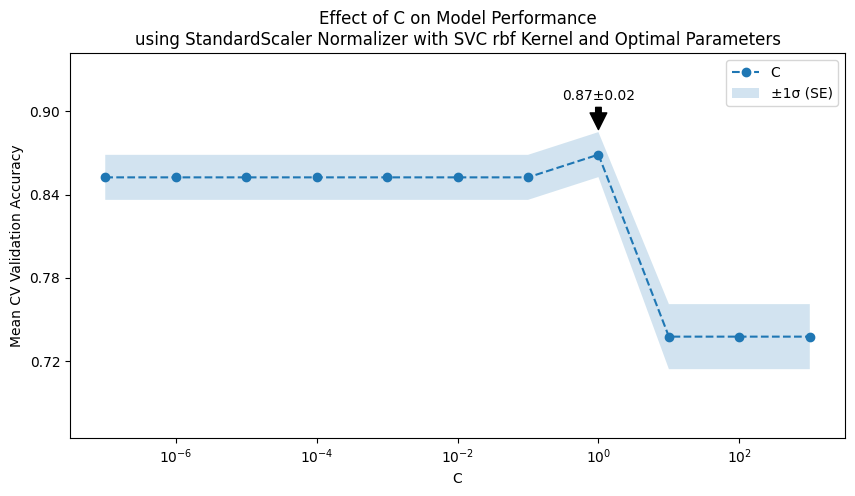 Effect of C on Model Performance
using StandardScaler Normalizer with SVC rbf Kernel and Optimal Parameters
0.87±0.02
C
±1σ (SE)
Mean CV Validation Accuracy
0.90
0.84
0.78
0.72
10⁻⁶ 10⁻⁴ 10⁻² 10⁰ 10²
C